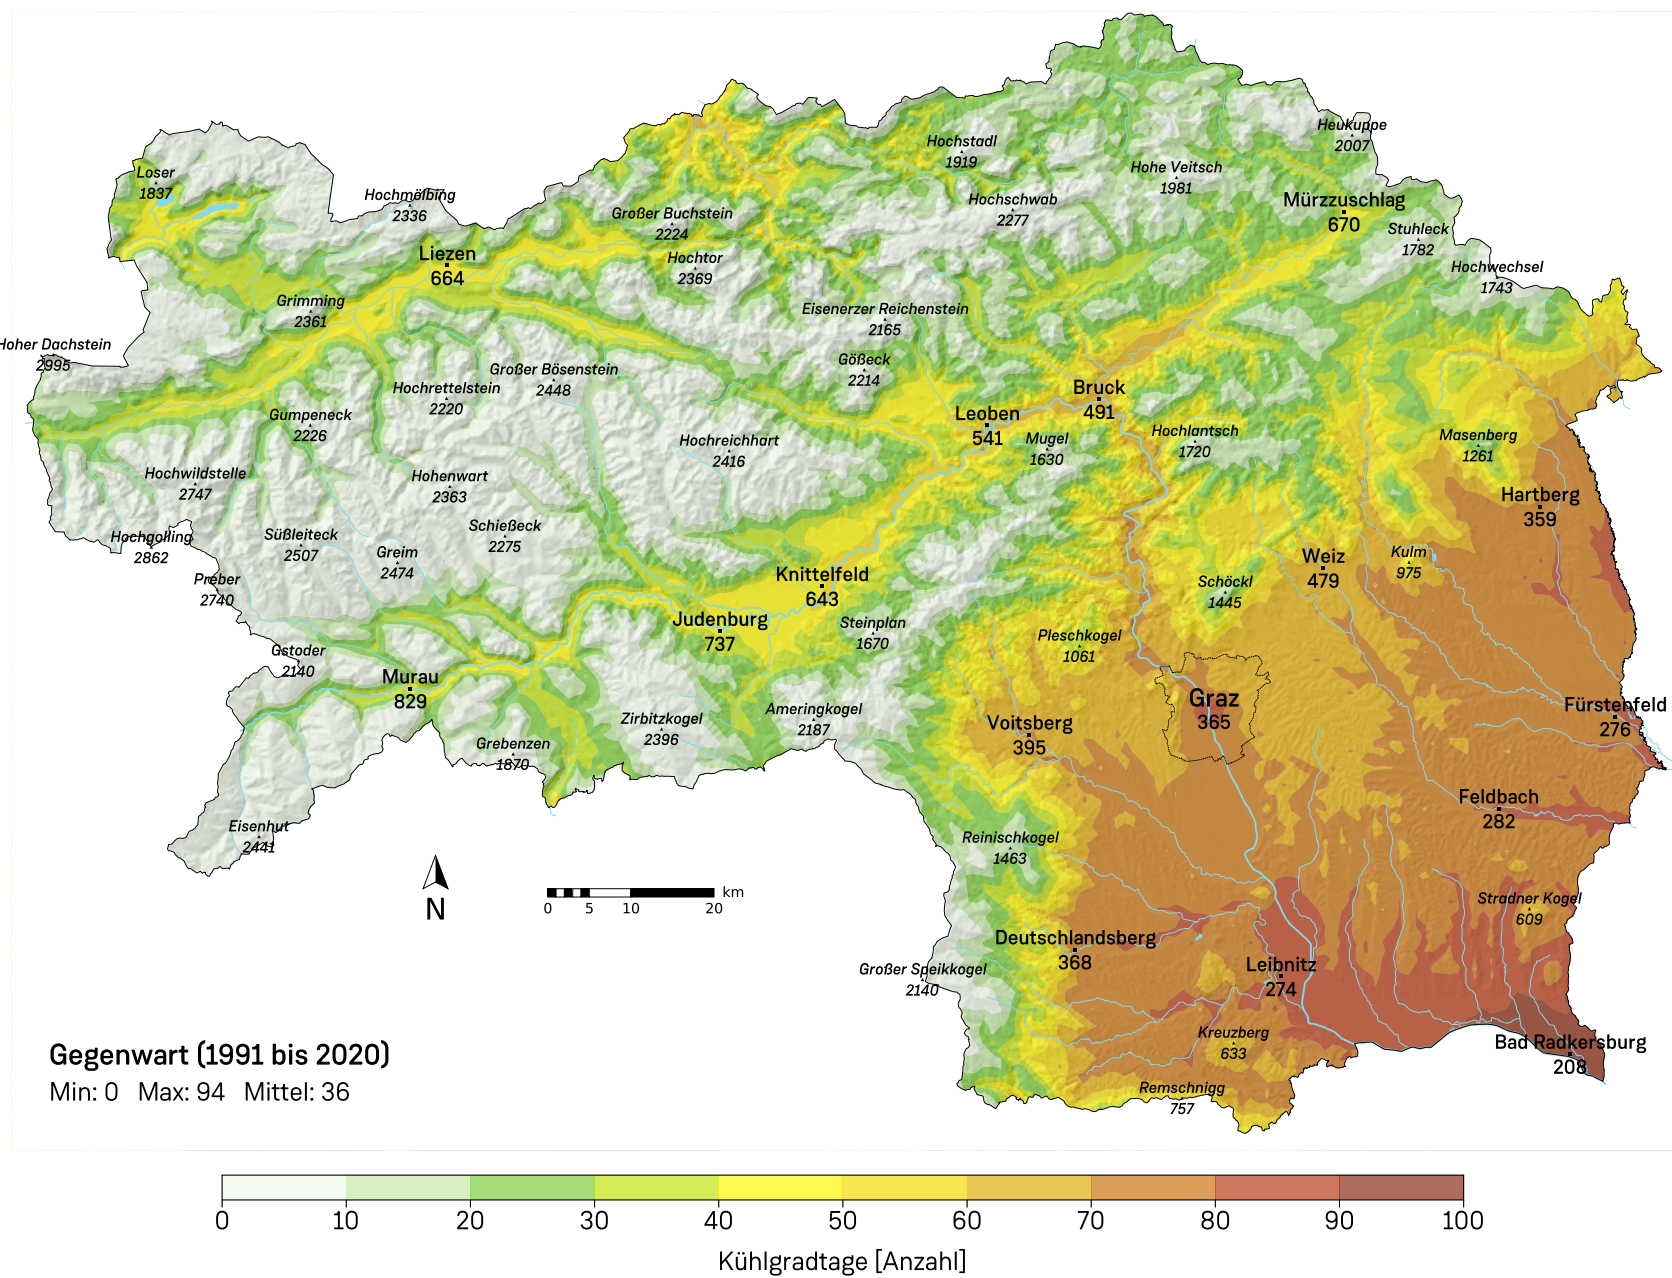 Heukuppe
2007
Hochstadl
1919
Hohe Veitsch
1981
Loser
1837
Hochmölbing
2336
Hochschwab
2277
Mürzzuschlag
670
Großer Buchstein
2224
Stuhleck
1782
Liezen
664
Hochtor
2369
Hochwechsel
1743
Grimming
2361
Eisenerzer Reichenstein
2165
Hoher Dachstein
2995
Gößeck
2214
Großer Bösenstein
2448
Hochrettelstein
2220
Bruck
491
Gumpeneck
2226
Leoben
541
Hochreichhart
2416
Mugel
1630
Hochlantsch
1720
Masenberg
1261
Hochwildstelle
2747
Hohenwart
2363
Hartberg
359
Hochgolling
2862
Süßleiteck
2507
Schießeck
2275
Greim
2474
Weiz
479
Kulm
975
Preber
2740
Knittelfeld
643
Schöckl
1445
Judenburg
737
Steinplan
1670
Pleschkogel
1061
Gstoder
2140
Murau
829
Graz
365
Fürstenfeld
276
Zirbitzkogel
2396
Ameringkogel
2187
Voitsberg
395
Grebenzen
1870
Feldbach
282
Eisenhut
2441
Reinischkogel
1463
N
km
0 5 10 20
Stradner Kogel
609
Deutschlandsberg
368
Großer Speikkogel
2140
Leibnitz
274
Kreuzberg
633
Bad Radkersburg
208
Gegenwart (1991 bis 2020)
Min: 0 Max: 94 Mittel: 36
Remschnigg
757
0 10 20 30 40 50 60 70 80 90 100
Kühlgradtage [Anzahl]